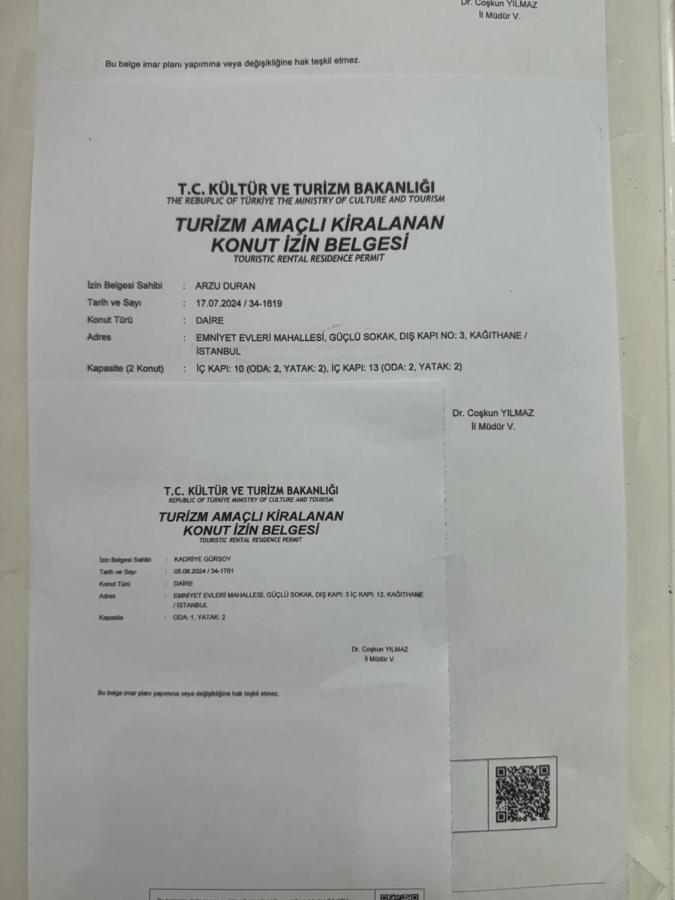 Dr. Coşkun YILMAZ
İl Müdür V.
Bu belge imar planı yapımına veya değişikliğine hak teşkil etmez.
T.C. KÜLTÜR VE TURİZM BAKANLIĞI
THE REBUPLIC OF TÜRKİYE THE MINISTRY OF CULTURE AND TOURISM
TURİZM AMAÇLI KİRALANAN
KONUT İZİN BELGESİ
TOURISTIC RENTAL RESIDENCE PERMIT
İzin Belgesi Sahibi : ARZU DURAN
Tarih ve Sayı : 17.07.2024 / 34-1619
Konut Türü : DAİRE
Adres : EMNİYET EVLERİ MAHALLESİ, GÜÇLÜ SOKAK, DIŞ KAPI NO: 3, KAĞITHANE /
İSTANBUL
Kapasite (2 Konut) : İÇ KAPI: 10 (ODA: 2, YATAK: 2), İÇ KAPI: 13 (ODA: 2, YATAK: 2)
Dr. Coşkun YILMAZ
İl Müdür V.
T.C. KÜLTÜR VE TURİZM BAKANLIĞI
REPUBLIC OF TÜRKİYE MINISTRY OF CULTURE AND TOURISM
TURİZM AMAÇLI KİRALANAN
KONUT İZİN BELGESİ
TOURISTIC RENTAL RESIDENCE PERMIT
İzin Belgesi Sahibi : KADRİYE GÜRSOY
Tarih ve Sayı : 05.08.2024 / 34-1761
Konut Türü : DAİRE
Adres : EMNİYET EVLERİ MAHALLESİ, GÜÇLÜ SOKAK, DIŞ KAPI: 3 İÇ KAPI: 12, KAĞITHANE
/ İSTANBUL
Kapasite : ODA: 1, YATAK: 2
Dr. Coşkun YILMAZ
İl Müdür V.
Bu belge imar planı yapımına veya değişikliğine hak teşkil etmez.